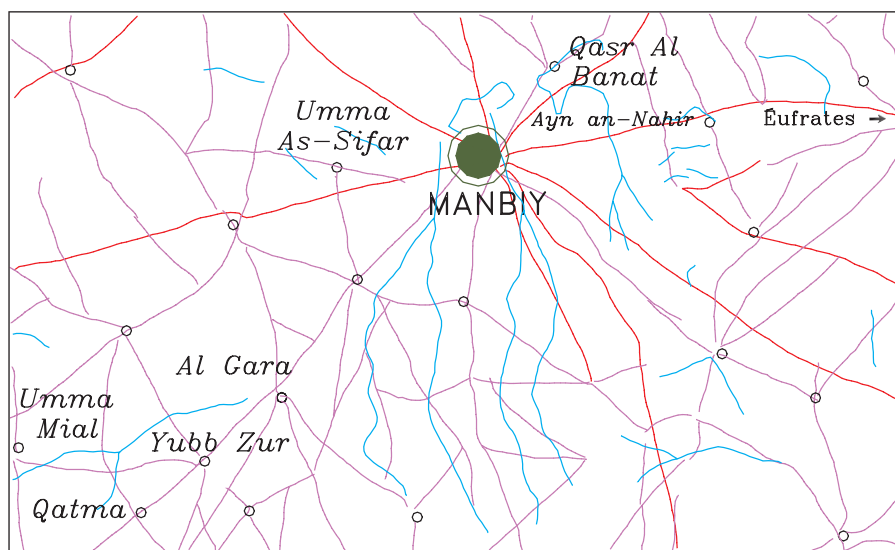 Qasr Al
Banat
Umma
As-Sifar
Ayn an-Nahir
Éufrates
MANBIY
Al Gara
Umma
Mial
Yubb Zur
Qatma